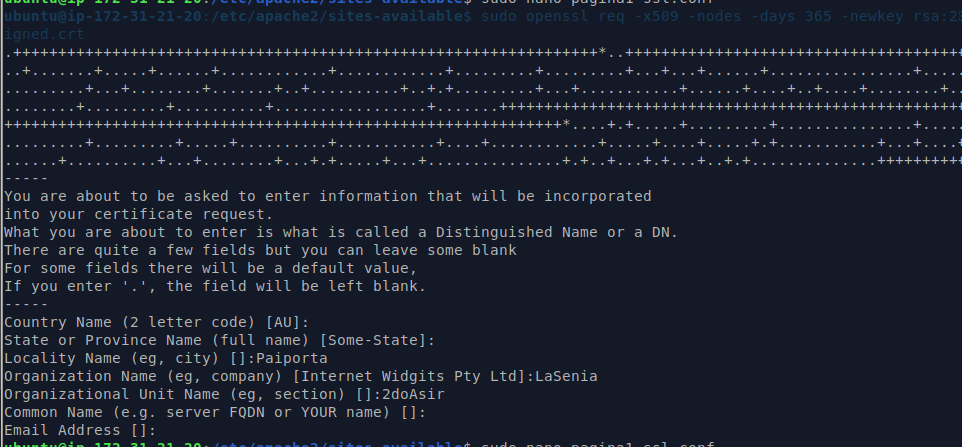 ubuntu@ip-172-31-21-20:/etc/apache2/sites-available$ sudo nano pagina1-ssl.conf
ubuntu@ip-172-31-21-20:/etc/apache2/sites-available$ sudo openssl req -x509 -nodes -days 365 -newkey
igned.crt
-----
You are about to be asked to enter information that will be incorporated
into your certificate request.
What you are about to enter is what is called a Distinguished Name or a DN.
There are quite a few fields but you can leave some blank
For some fields there will be a default value,
If you enter '.', the field will be left blank.
-----
Country Name (2 letter code) [AU]:
State or Province Name (full name) [Some-State]:
Locality Name (eg, city) []:Paiporta
Organization Name (eg, company) [Internet Widgits Pty Ltd]:LaSenia
Organizational Unit Name (eg, section) []:2doAsir
Common Name (e.g. server FQDN or YOUR name) []:
Email Address []:
ubuntu@ip-172-31-21-20:/etc/apache2/sites-available$ sudo nano pagina1-ssl.conf